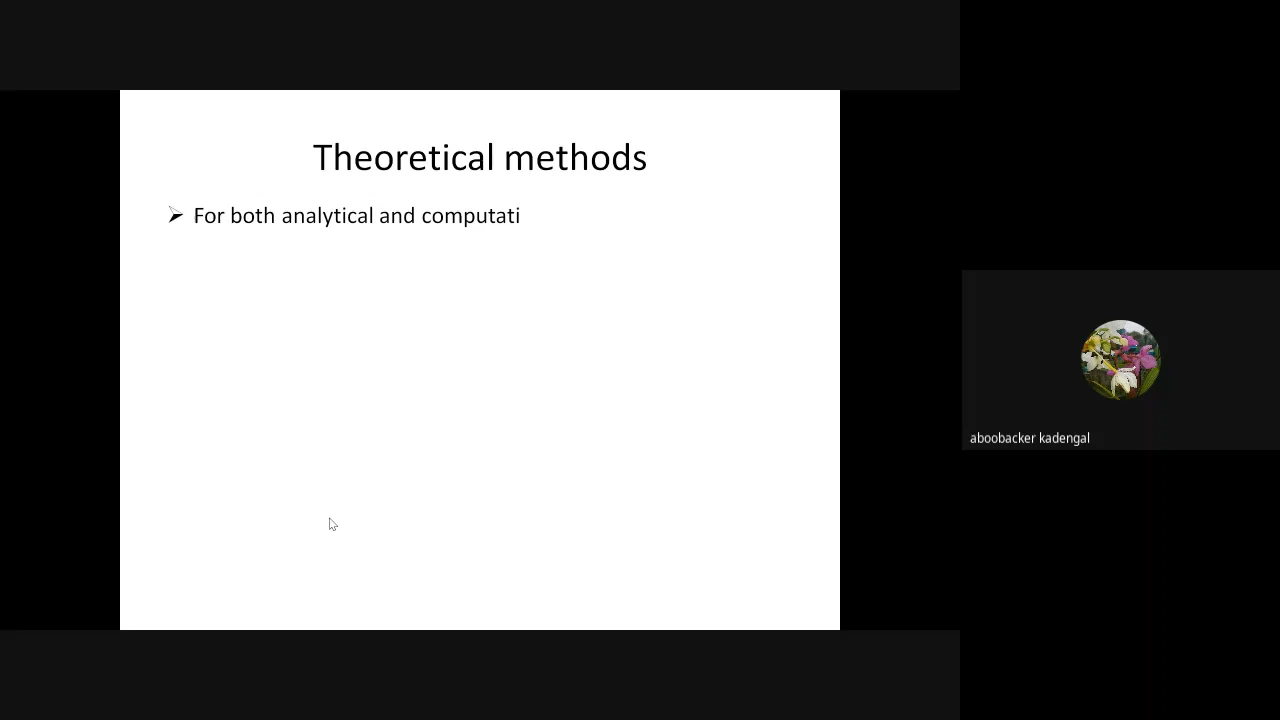 Theoretical methods
➢ For both analytical and computati
aboobacker kadengal